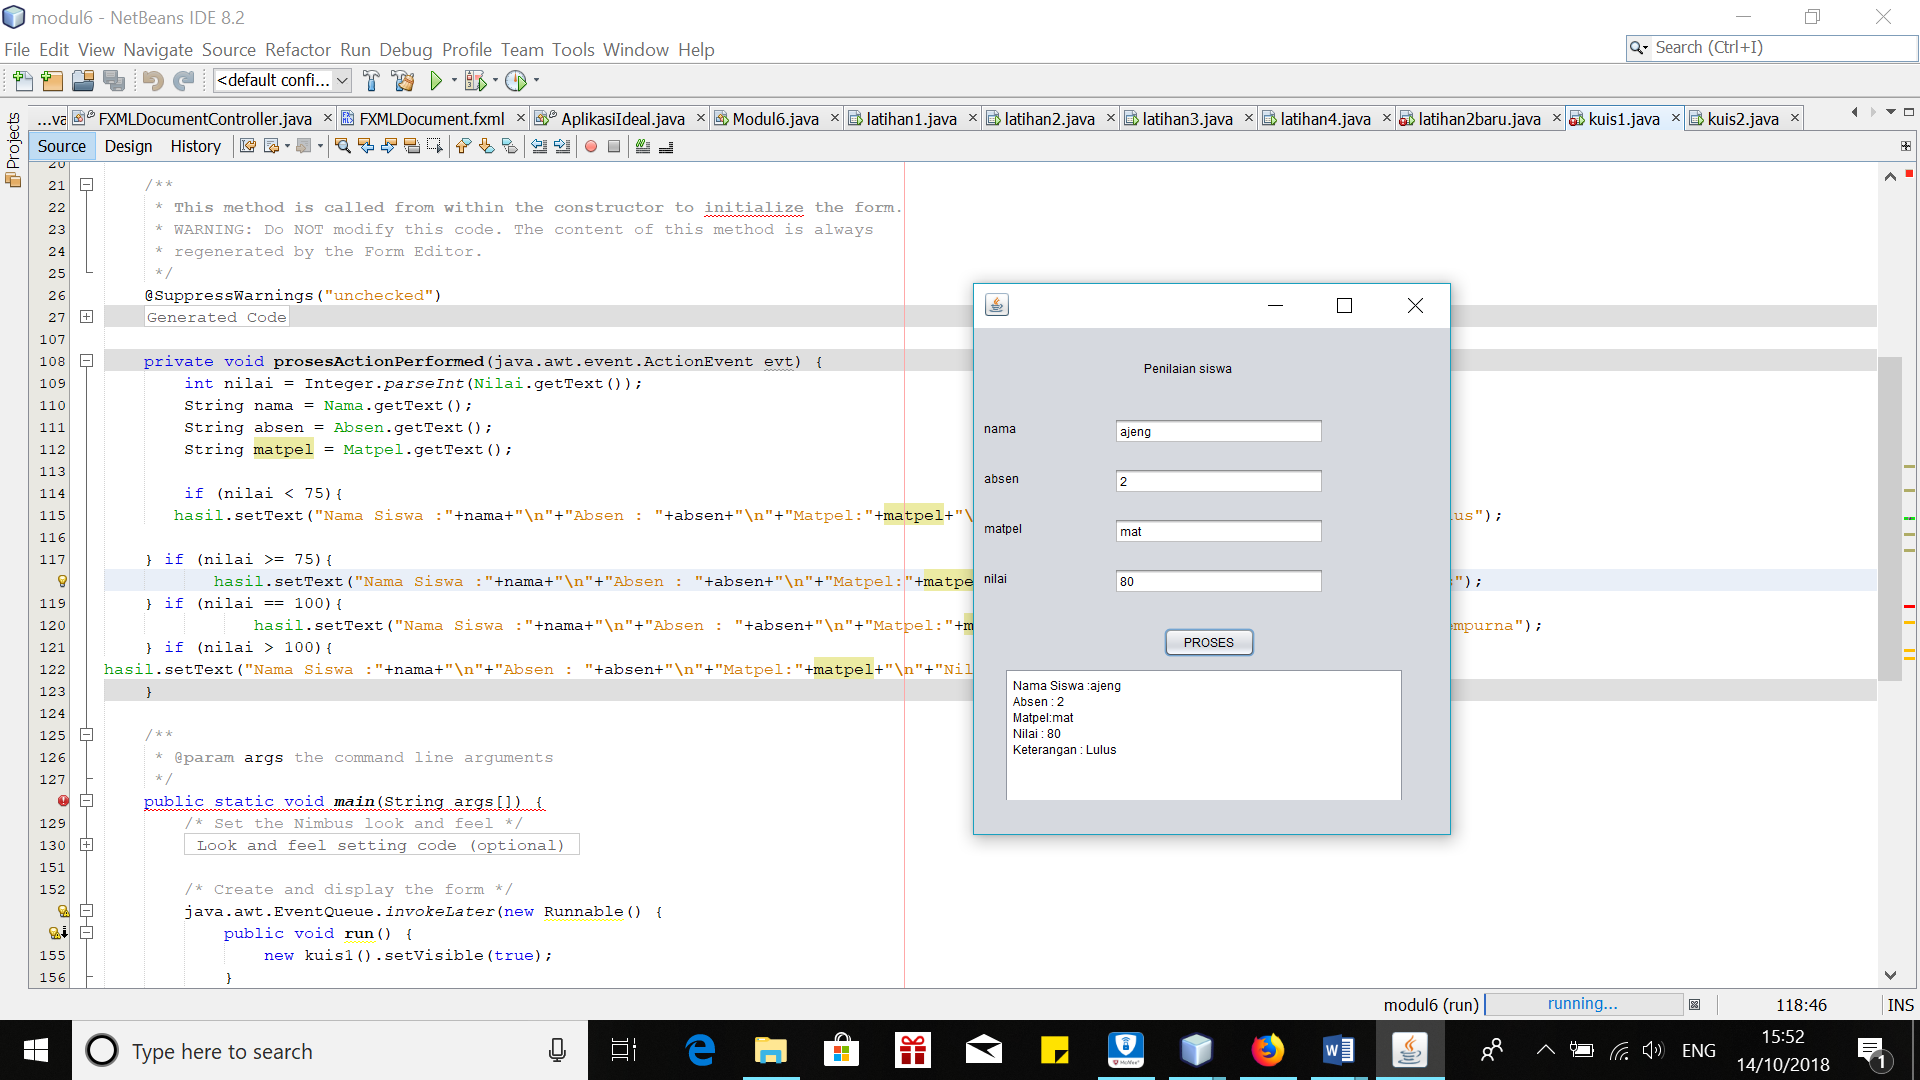 modul6 - NetBeans IDE 8.2
File Edit View Navigate Source Refactor Run Debug Profile Team Tools Window Help
Search (Ctrl+I)
<default confi...
Projects
...va FXMLDocumentController.java FXMLDocument.fxml AplikasiIdeal.java Modul6.java latihan1.java latihan2.java latihan3.java latihan4.java latihan2baru.java kuis1.java kuis2.java
Source Design History
20
21 /**
22 * This method is called from within the constructor to initialize the form.
23 * WARNING: Do NOT modify this code. The content of this method is always
24 * regenerated by the Form Editor.
25 */
26 @SuppressWarnings("unchecked")
27 Generated Code
107
108 private void prosesActionPerformed(java.awt.event.ActionEvent evt) {
109 int nilai = Integer.parseInt(Nilai.getText());
110 String nama = Nama.getText();
111 String absen = Absen.getText();
112 String matpel = Matpel.getText();
113
114 if (nilai < 75){
115 hasil.setText("Nama Siswa :"+nama+"\n"+"Absen : "+absen+"\n"+"Matpel:"+matpel+"\ us");
116
117 } if (nilai >= 75){
hasil.setText("Nama Siswa :"+nama+"\n"+"Absen : "+absen+"\n"+"Matpel:"+matpe ");
119 } if (nilai == 100){
120 hasil.setText("Nama Siswa :"+nama+"\n"+"Absen : "+absen+"\n"+"Matpel:"+m mpurna");
121 } if (nilai > 100){
122 hasil.setText("Nama Siswa :"+nama+"\n"+"Absen : "+absen+"\n"+"Matpel:"+matpel+"\n"+"Nil
123 }
124
125 /**
126 * @param args the command line arguments
127 */
public static void main(String args[]) {
129 /* Set the Nimbus look and feel */
130 Look and feel setting code (optional)
151
152 /* Create and display the form */
java.awt.EventQueue.invokeLater(new Runnable() {
public void run() {
155 new kuis1().setVisible(true);
156 }
Penilaian siswa
nama ajeng
absen 2
matpel mat
nilai 80
PROSES
Nama Siswa :ajeng
Absen : 2
Matpel:mat
Nilai : 80
Keterangan : Lulus
modul6 (run) running... 118:46 INS
Type here to search
ENG
15:52
14/10/2018
1